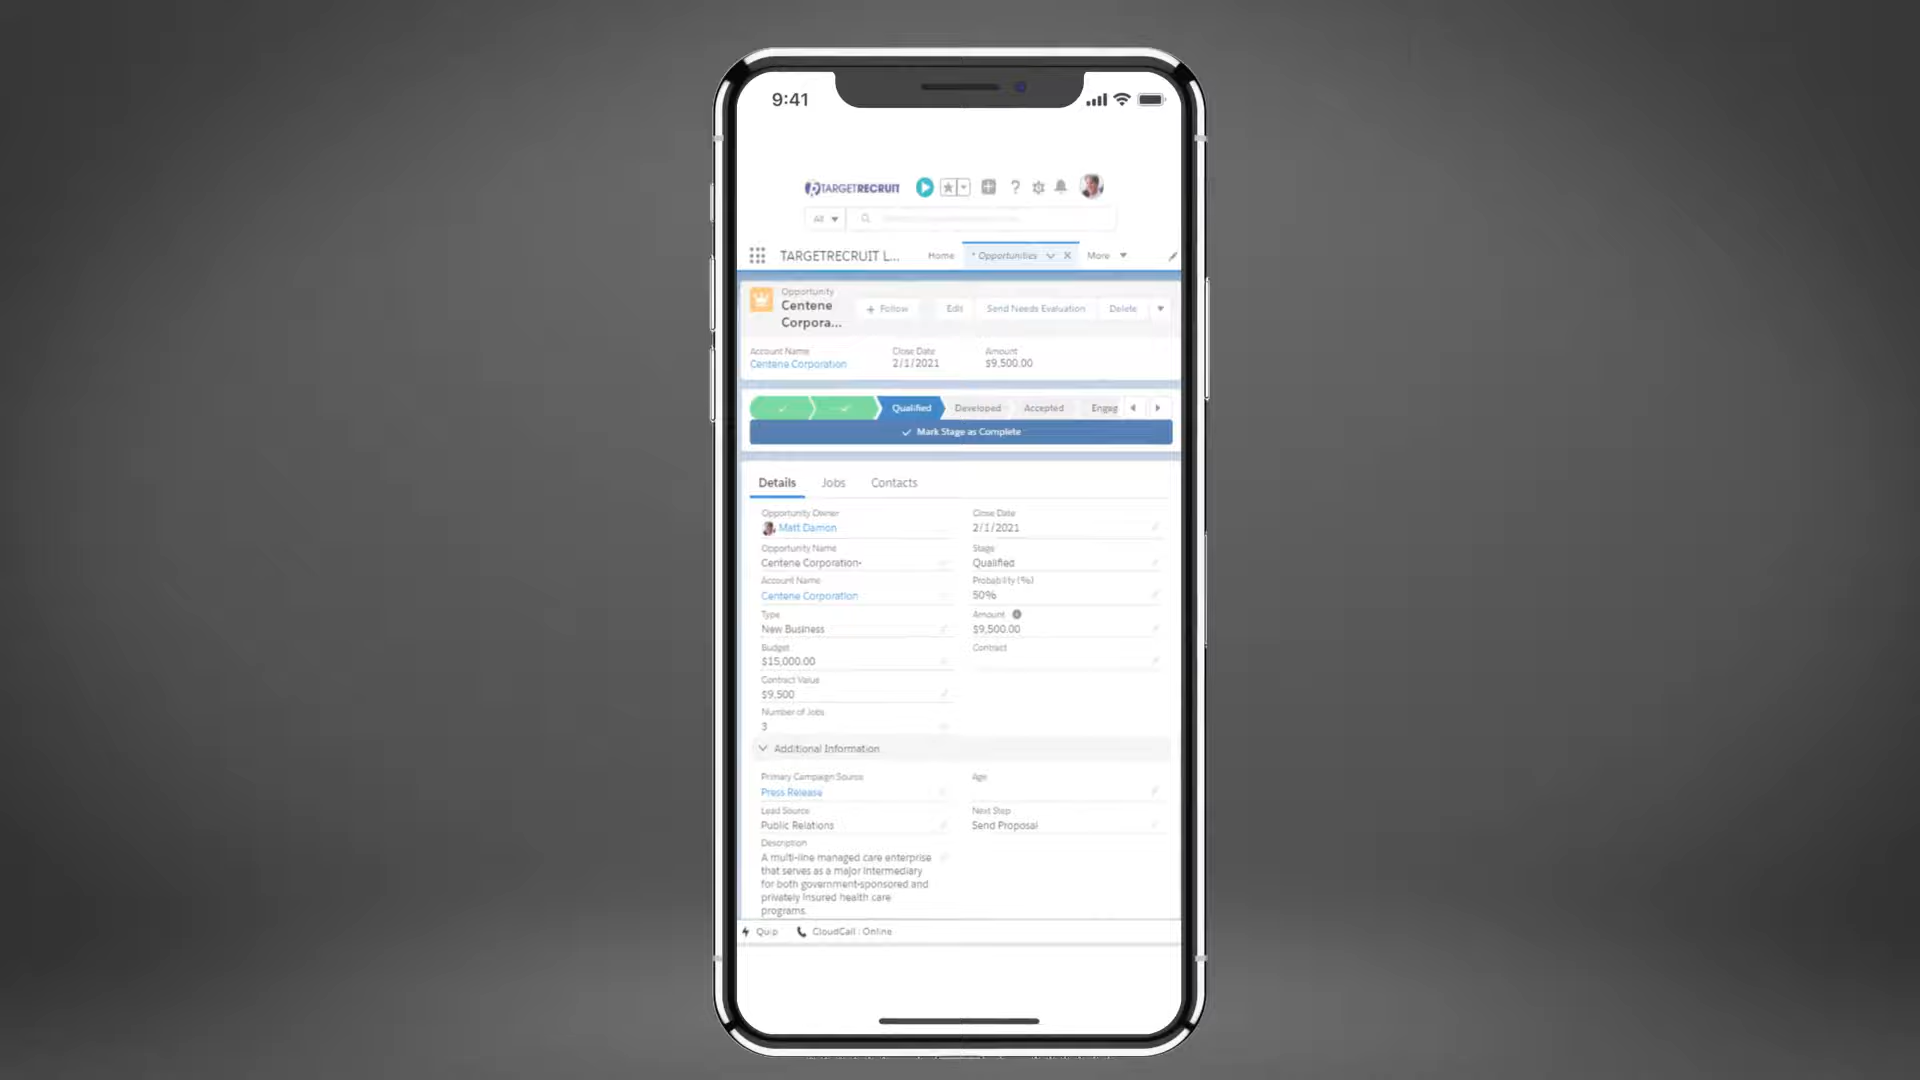 9:41
TARGETRECRUIT
All
TARGETRECRUIT L... Home * Opportunities More
Opportunity
Centene
Corpora...
+ Follow Edit Send Needs Evaluation Delete
Account Name Close Date Amount
Centene Corporation 2/1/2021 $9,500.00
Qualified Developed Accepted Engag
Mark Stage as Complete
Details Jobs Contacts
Opportunity Owner Close Date
Matt Damon 2/1/2021
Opportunity Name Stage
Centene Corporation- Qualified
Account Name Probability (%)
Centene Corporation 50%
Type Amount
New Business $9,500.00
Budget Contract
$15,000.00
Contract Value
$9,500
Number of Jobs
3
Additional Information
Primary Campaign Source Age
Press Release
Lead Source Next Step
Public Relations Send Proposal
Description
A multi-line managed care enterprise
that serves as a major intermediary
for both government-sponsored and
privately insured health care
programs.
Quip CloudCall : Online